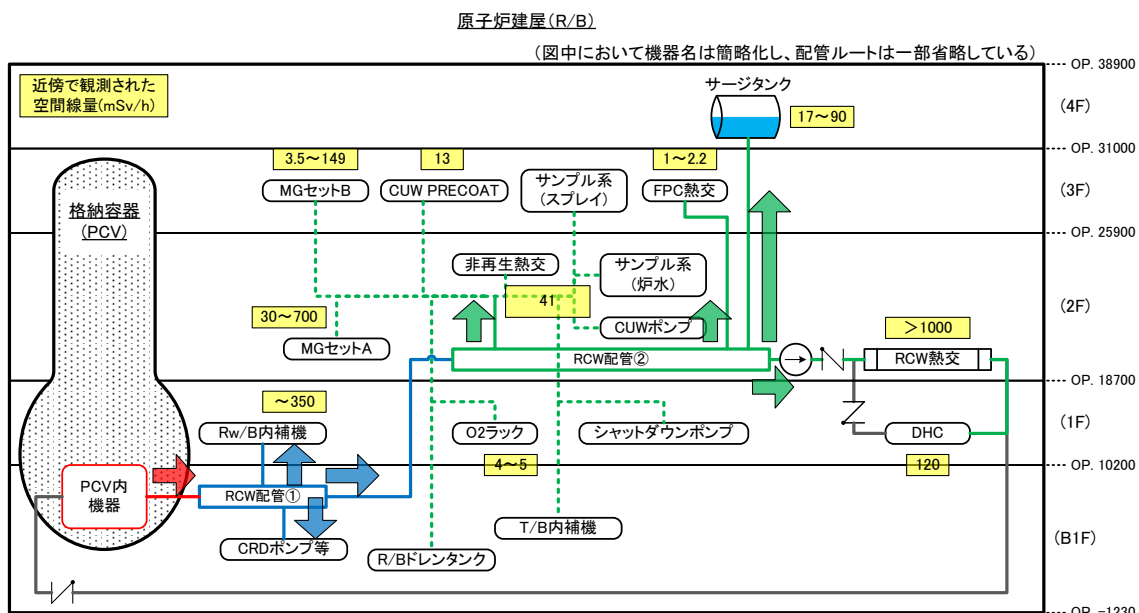 原子炉建屋(R/B)
(図中において機器名は簡略化し、配管ルートは一部省略している)
近傍で観測された
空間線量(mSv/h)
サージタンク
17～90
OP. 38900
(4F)
OP. 31000
3.5～149
13
1～2.2
MGセットB
CUW PRECOAT
サンプル系
(スプレイ)
FPC熱交
(3F)
格納容器
(PCV)
OP. 25900
非再生熱交
サンプル系
(炉水)
41
30～700
CUWポンプ
(2F)
MGセットA
＞1000
RCW配管②
RCW熱交
OP. 18700
～350
Rw/B内補機
O2ラック
シャットダウンポンプ
DHC
(1F)
4～5
120
OP. 10200
PCV内
機器
RCW配管①
T/B内補機
CRDポンプ等
R/Bドレンタンク
(B1F)
OP. -1230